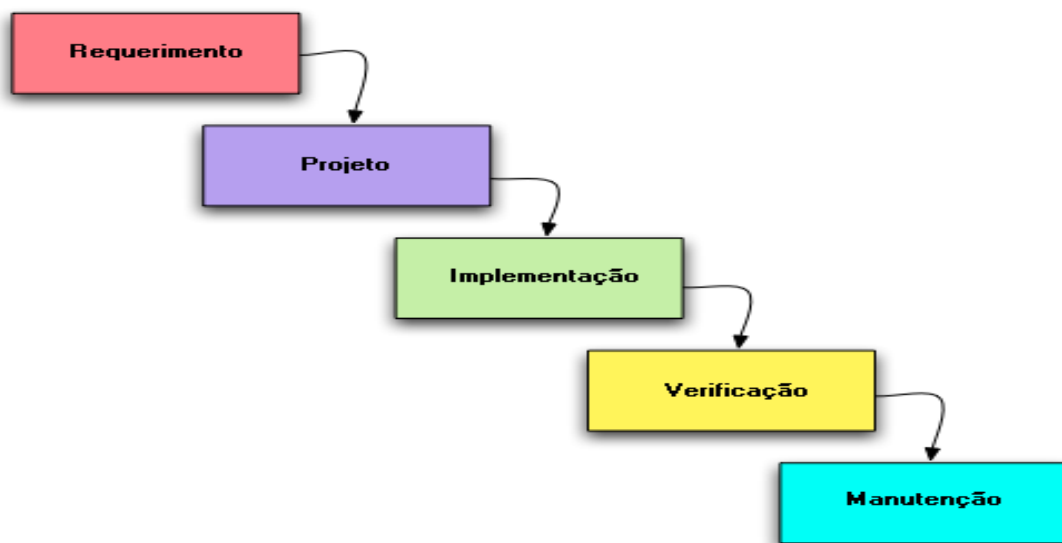 Requerimento
Projeto
Implementação
Verificação
Manutenção